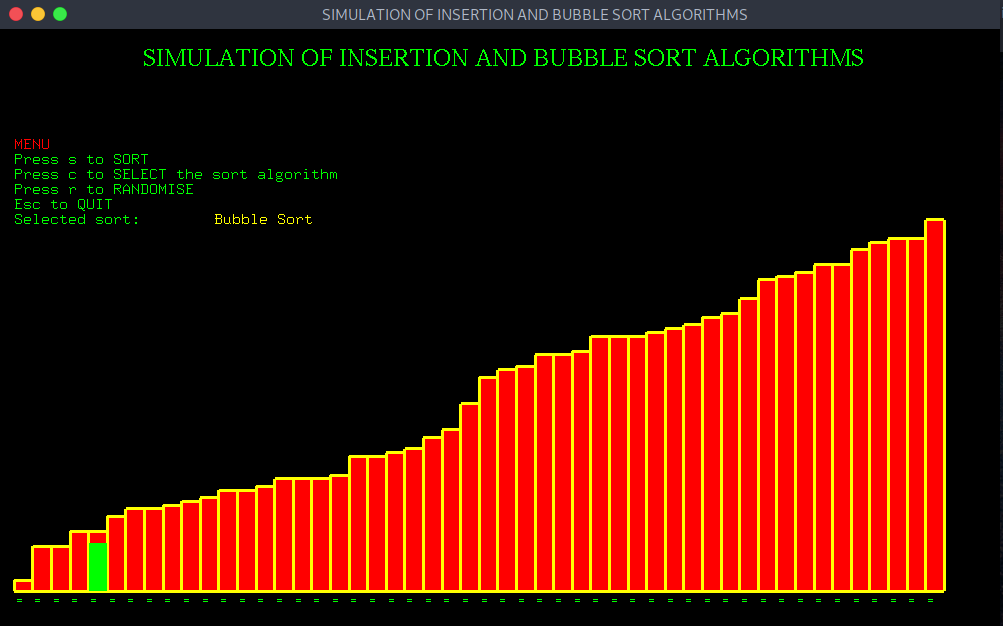 SIMULATION OF INSERTION AND BUBBLE SORT ALGORITHMS
SIMULATION OF INSERTION AND BUBBLE SORT ALGORITHMS
MENU
Press s to SORT
Press c to SELECT the sort algorithm
Press r to RANDOMISE
Esc to QUIT
Selected sort: Bubble Sort